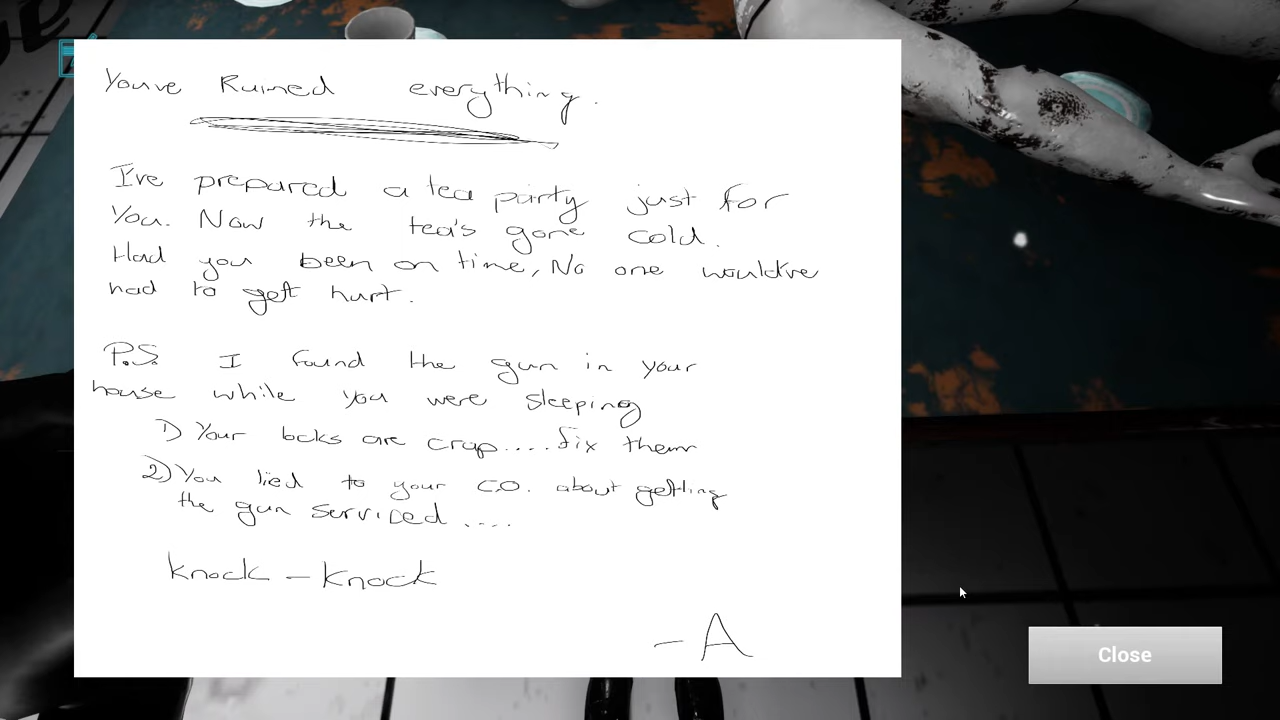 Youve Ruined everything.
I've prepared a tea party just for
You. Now the tea's gone cold.
Had you been on time, No one would've
had to get hurt.
P.S. I found the gun in your
house while you were sleeping
1) Your locks are crap.... fix them
2) You lied to your C.O. about getting
the gun serviced ....
knock - knock
- A
Close